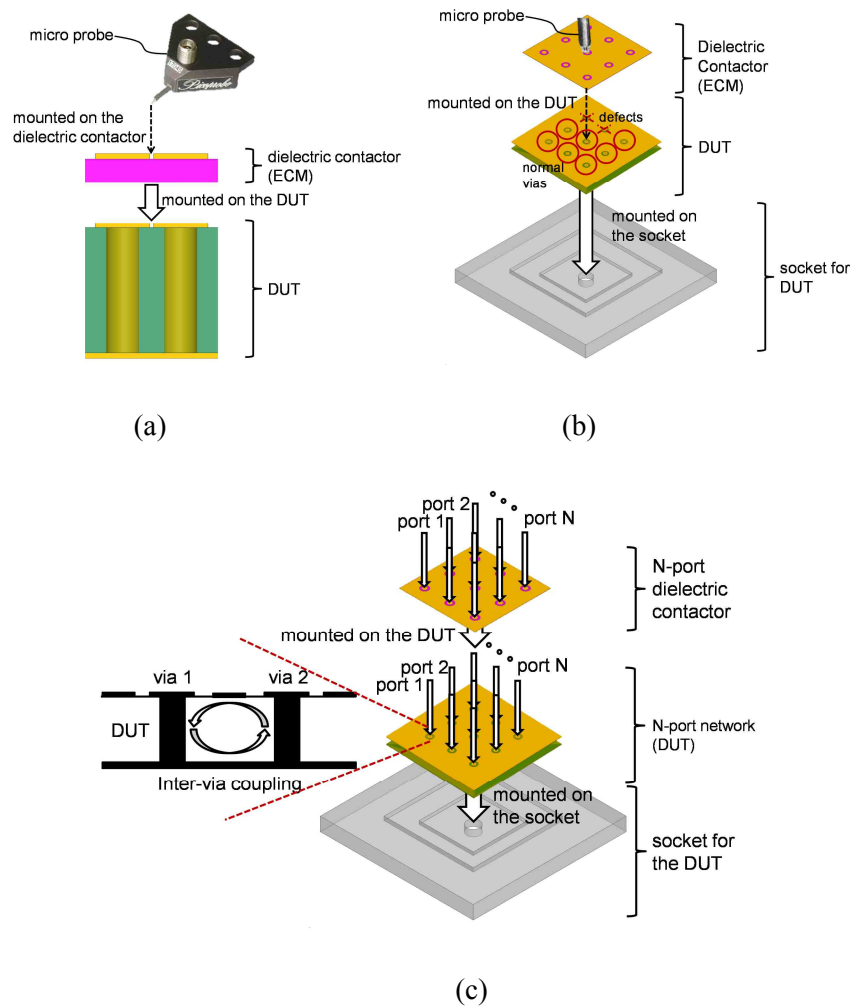 micro probe
mounted on the
dielectric contactor
dielectric contactor
(ECM)
mounted on the DUT
DUT
(a)
micro
probe
Dielectric
Contactor
(ECM)
mounted on
the DUT
defects
DUT
normal
vias
mounted on
the socket
socket for
DUT
(b)
port 1
port 2
port N
N-port
dielectric
contactor
mounted on the DUT
port 1
port 2
port N
via 1
via 2
DUT
Inter-via coupling
N-port network
(DUT)
mounted on
the socket
socket for
the DUT
(c)